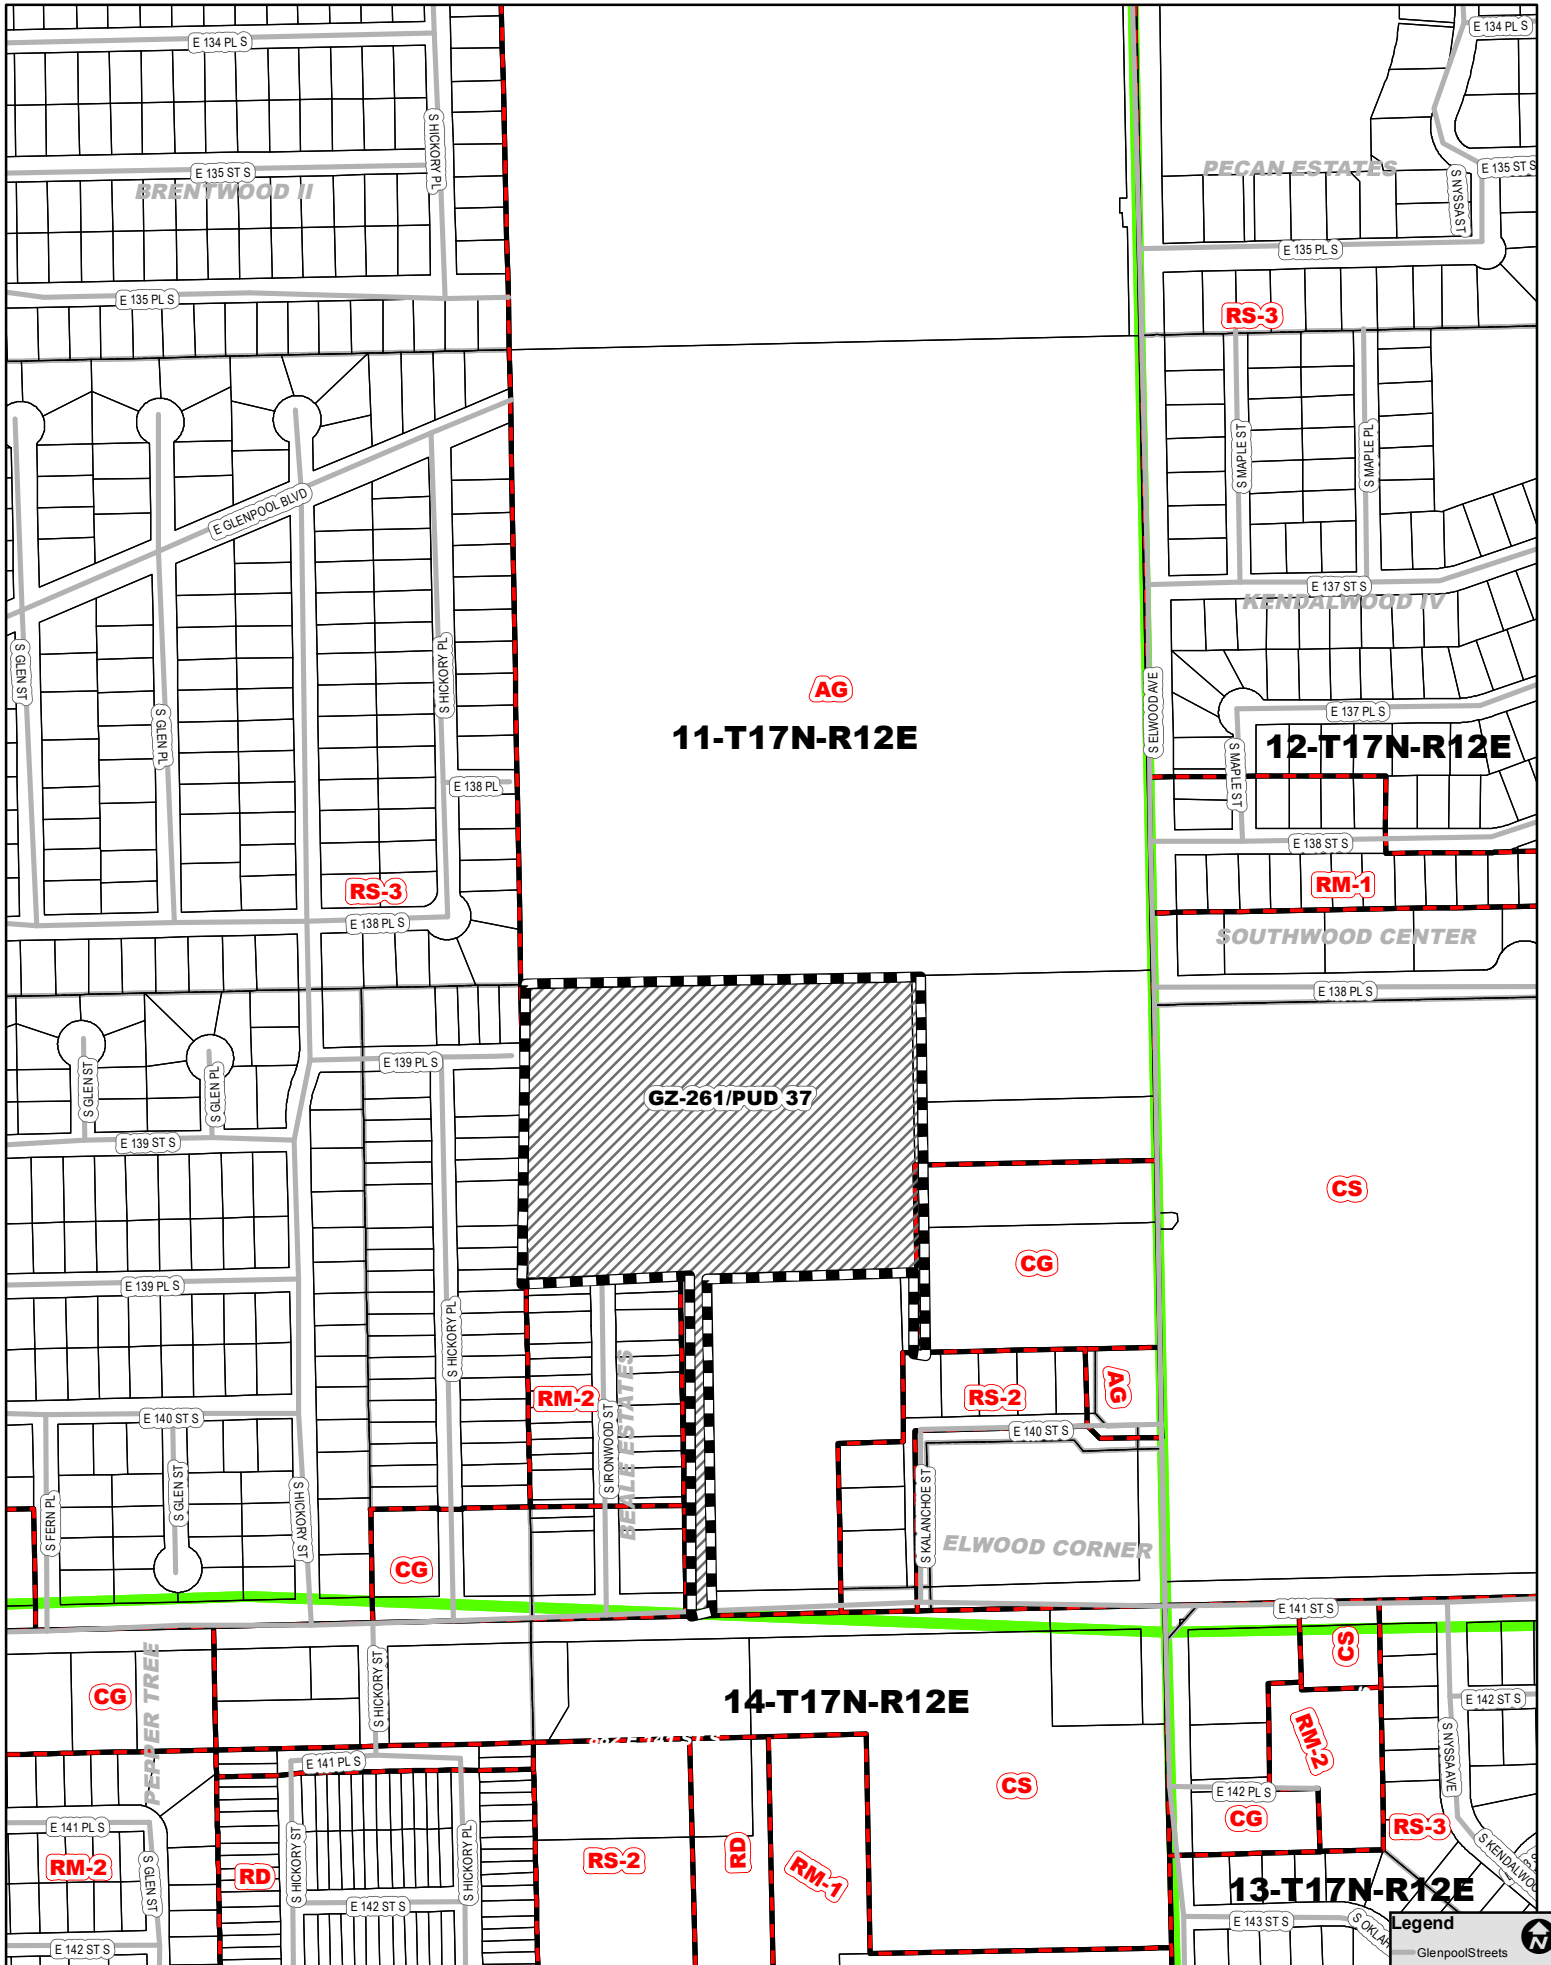 E 134 PL S
E 134 PL S
S HICKORY PL
E 135 ST S
BRENTWOOD II
PECAN ESTATES
E 135 ST S
S NYSSA ST
E 135 PL S
E 135 PL S
RS-3
S MAPLE ST
S MAPLE PL
E GLENPOOL BLVD
E 137 ST S
KENDALWOOD IV
S GLEN ST
S GLEN PL
S HICKORY PL
AG
S ELWOOD AVE
11-T17N-R12E
E 137 PL S
12-T17N-R12E
S MAPLE ST
E 138 PL
E 138 ST S
RS-3
RM-1
E 138 PL S
SOUTHWOOD CENTER
E 138 PL S
E 139 PL S
S GLEN ST
S GLEN PL
GZ-261/PUD 37
E 139 ST S
CS
CG
E 139 PL S
S HICKORY PL
RM-2
S IRONWOOD ST
BEALE ESTATES
RS-2
AG
E 140 ST S
E 140 ST S
S FERN PL
S GLEN ST
S HICKORY ST
S KALANCHOE ST
ELWOOD CORNER
CG
E 141 ST S
CG
PEPPER TREE
S HICKORY ST
14-T17N-R12E
CS
RM-2
E 142 ST S
S NYSSA AVE
E 141 PL S
CS
E 142 PL S
CG
RS-3
E 141 PL S
RM-2
S GLEN ST
RD
S HICKORY ST
S HICKORY PL
RS-2
RD
RM-1
S KENDALWOO
13-T17N-R12E
E 142 ST S
E 142 ST S
E 143 ST S
S OKLAH
Legend
GlenpoolStreets
N